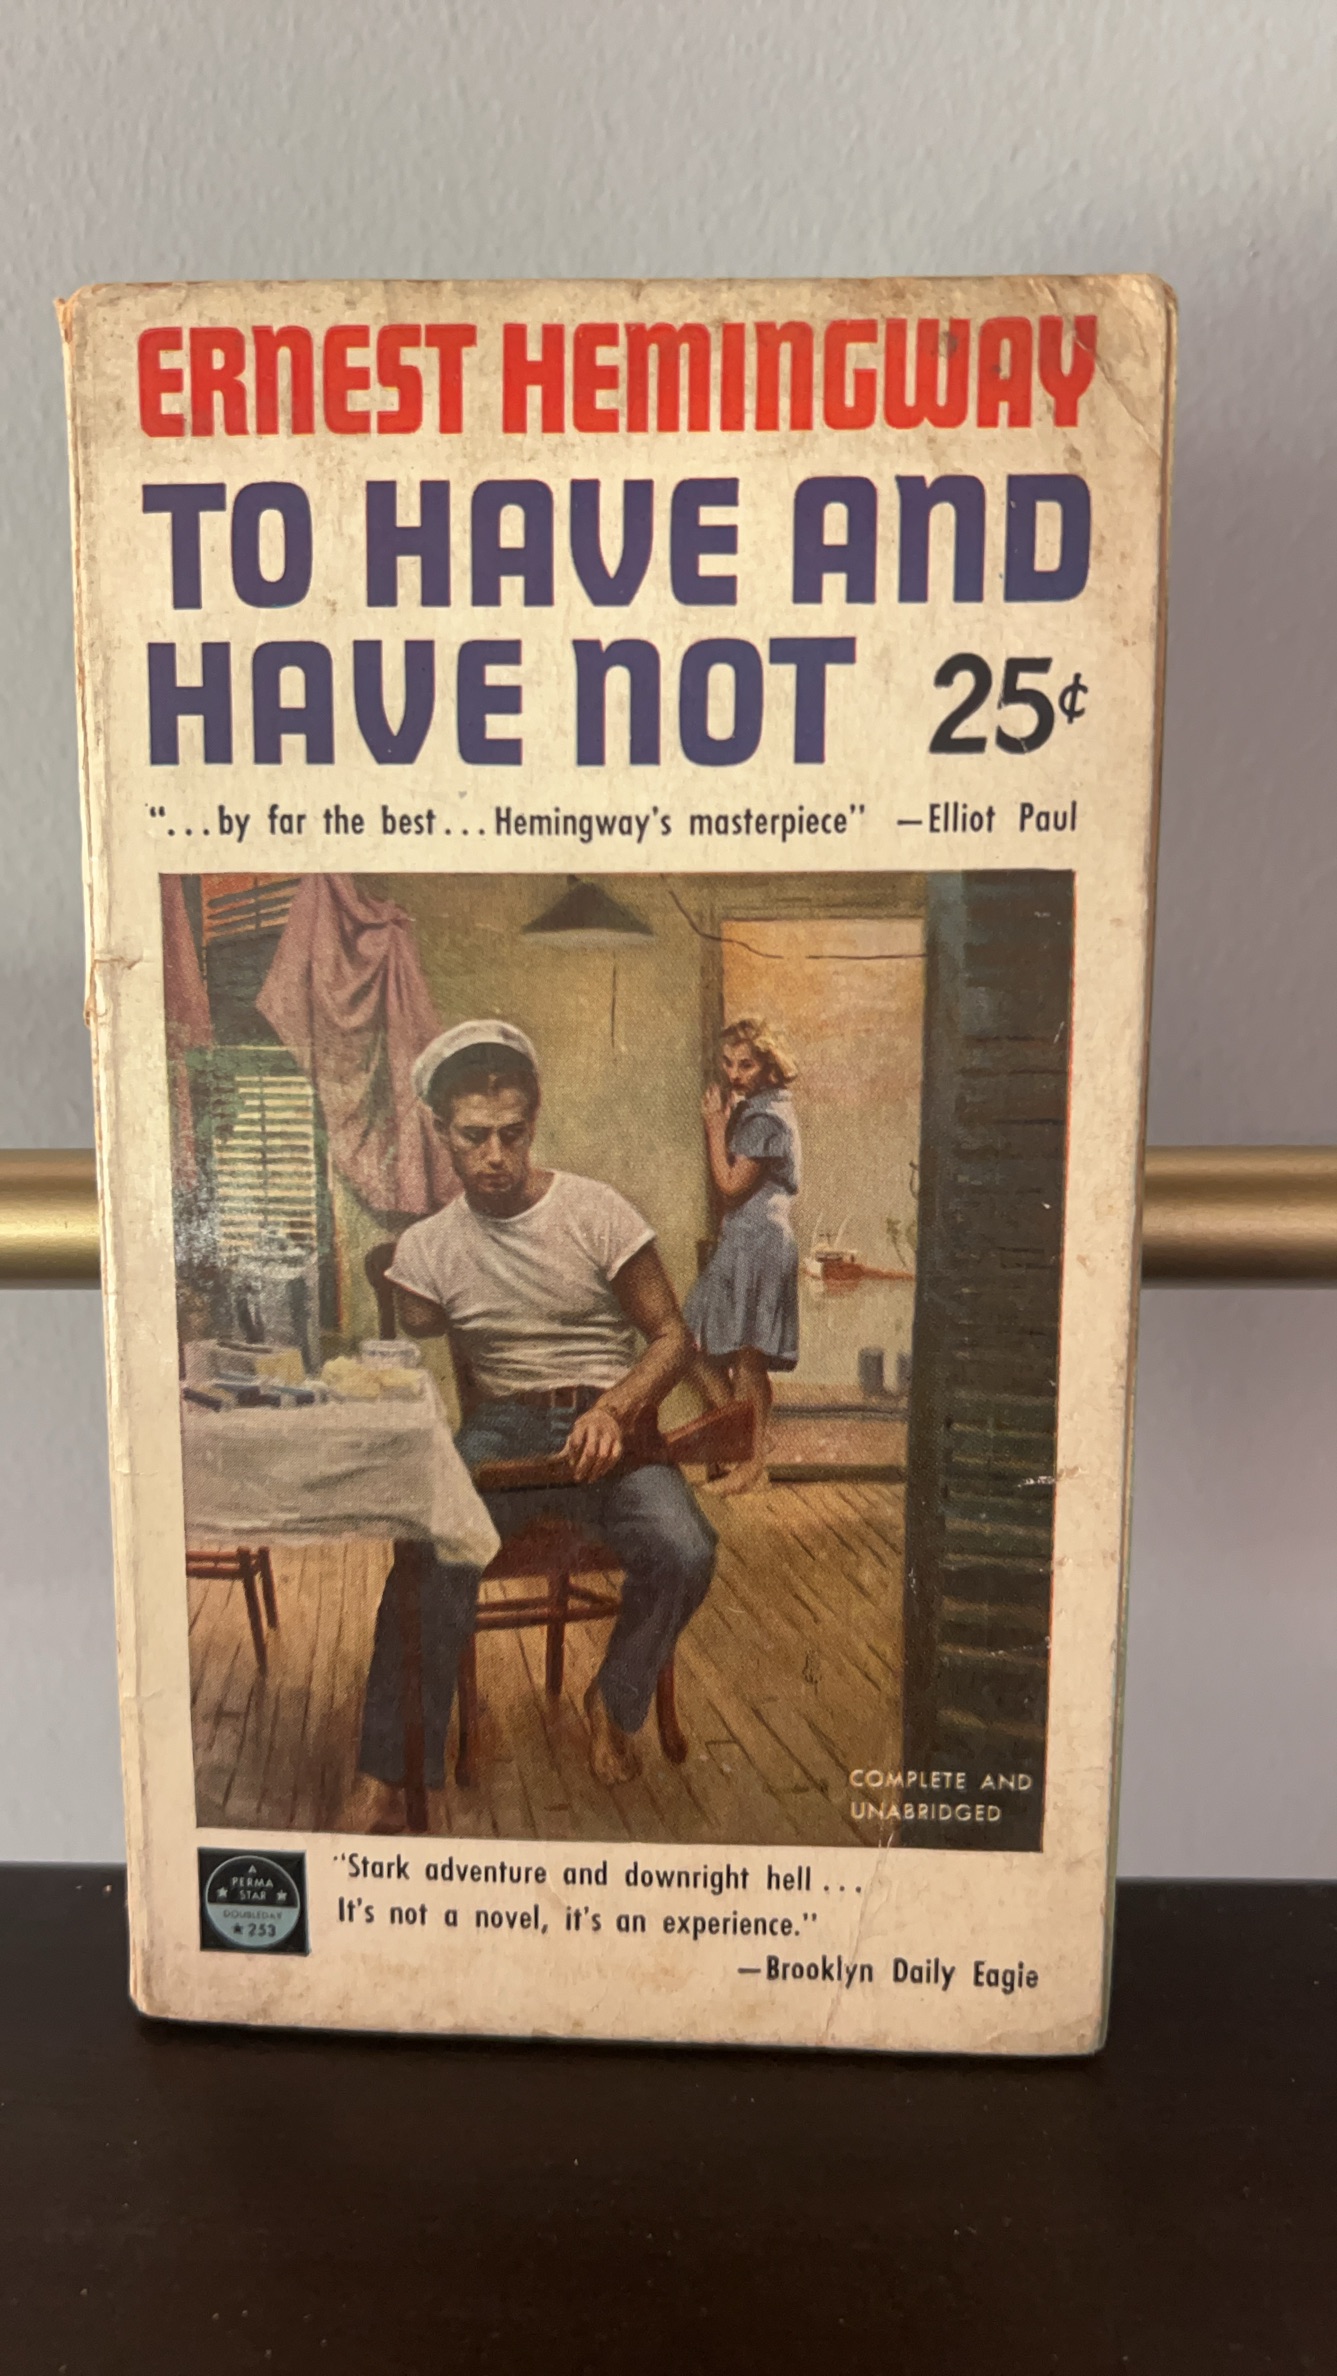 ERNEST HEMINGWAY
TO HAVE AND
HAVE NOT 25¢
"...by far the best...Hemingway's masterpiece" —Elliot Paul
COMPLETE AND
UNABRIDGED
A
PERMA
STAR
DOUBLEDAY
253
"Stark adventure and downright hell ...
It's not a novel, it's an experience."
—Brooklyn Daily Eagle